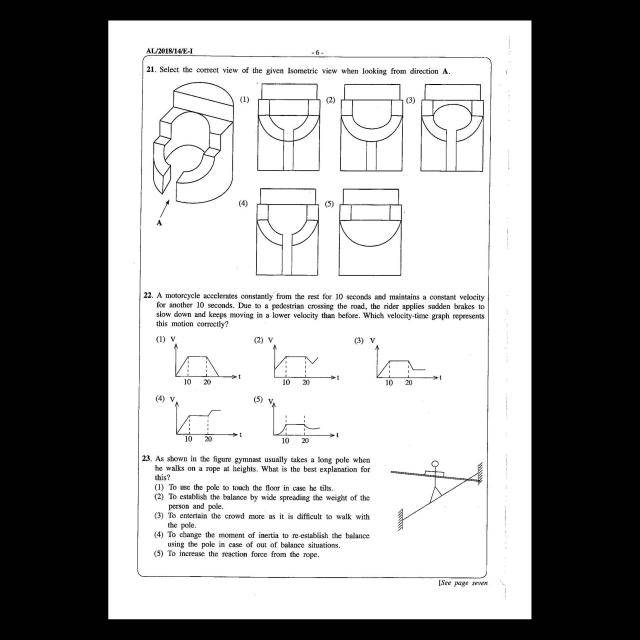 AL/2018/14/E-I
- 6 -
21. Select the correct view of the given Isometric view when looking from direction A.
(1)
(2)
(3)
A
(4)
(5)
22. A motorcycle accelerates constantly from the rest for 10 seconds and maintains a constant velocity
for another 10 seconds. Due to a pedestrian crossing the road, the rider applies sudden brakes to
slow down and keeps moving in a lower velocity than before. Which velocity-time graph represents
this motion correctly?
(1) V
10 20 t
(2) V
10 20 t
(3) V
10 20 t
(4) V
10 20 t
(5) V
10 20 t
23. As shown in the figure gymnast usually takes a long pole when
he walks on a rope at heights. What is the best explanation for
this?
(1) To use the pole to touch the floor in case he tilts.
(2) To establish the balance by wide spreading the weight of the
person and pole.
(3) To entertain the crowd more as it is difficult to walk with
the pole.
(4) To change the moment of inertia to re-establish the balance
using the pole in case of out of balance situations.
(5) To increase the reaction force from the rope.
[See page seven